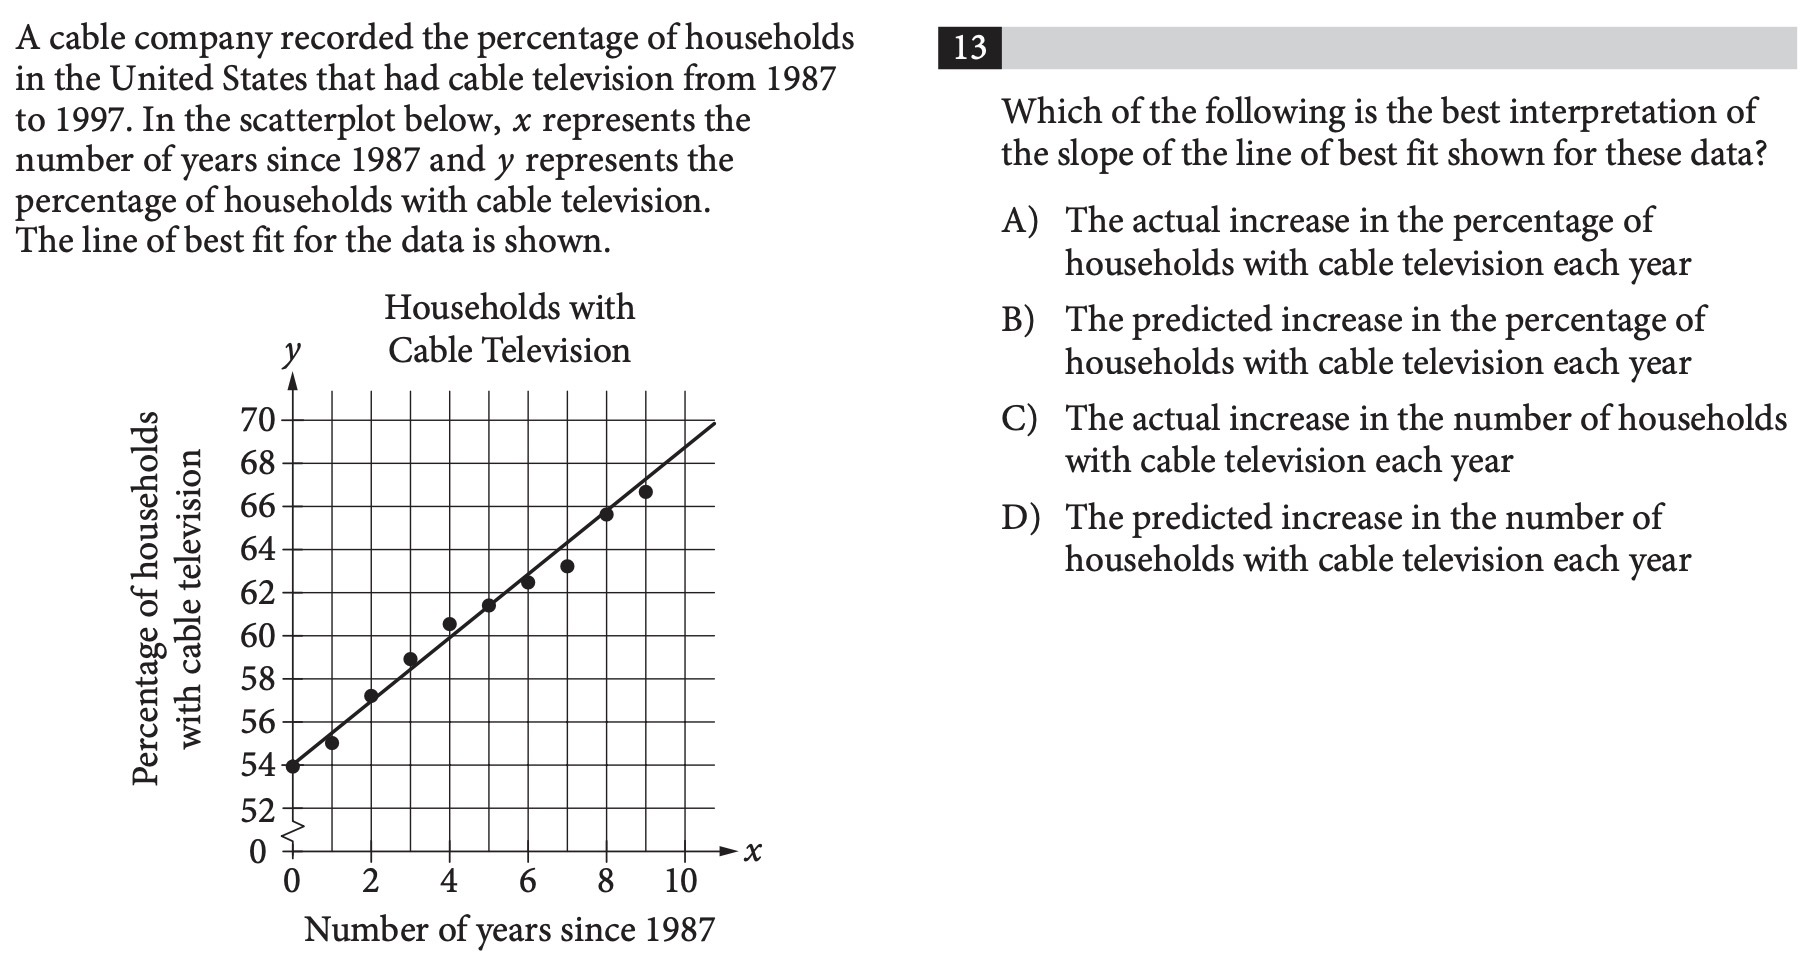 A cable company recorded the percentage of households
in the United States that had cable television from 1987
to 1997. In the scatterplot below, x represents the
number of years since 1987 and y represents the
percentage of households with cable television.
The line of best fit for the data is shown.
Households with
Cable Television
y
Percentage of households
with cable television
70
68
66
64
62
60
58
56
54
52
0
x
0 2 4 6 8 10
Number of years since 1987
13
Which of the following is the best interpretation of
the slope of the line of best fit shown for these data?
A) The actual increase in the percentage of
households with cable television each year
B) The predicted increase in the percentage of
households with cable television each year
C) The actual increase in the number of households
with cable television each year
D) The predicted increase in the number of
households with cable television each year